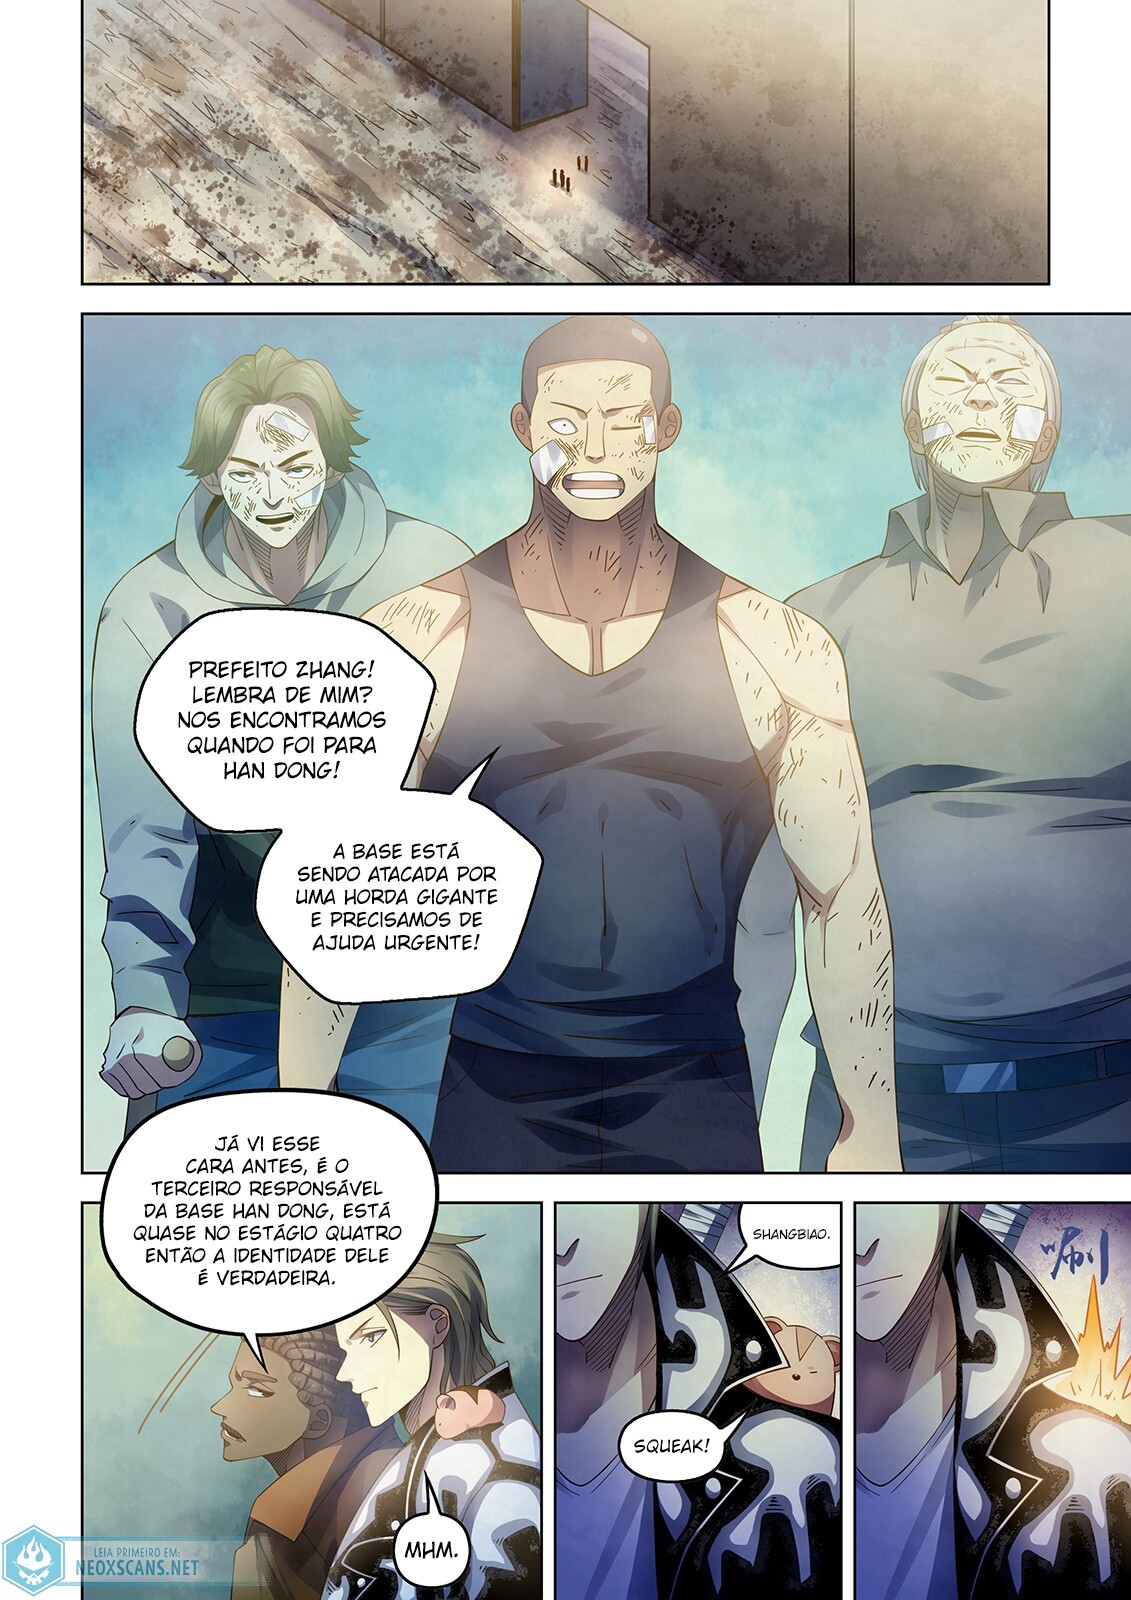 PREFEITO ZHANG!
LEMBRA DE MIM?
NOS ENCONTRAMOS
QUANDO FOI PARA
HAN DONG!
A BASE ESTÁ
SENDO ATACADA POR
UMA HORDA GIGANTE
E PRECISAMOS DE
AJUDA URGENTE!
JÁ VI ESSE
CARA ANTES, É O
TERCEIRO RESPONSÁVEL
DA BASE HAN DONG, ESTÁ
QUASE NO ESTÁGIO QUATRO
ENTÃO A IDENTIDADE DELE
É VERDADEIRA.
MHM.
SHANGBIAO.
SQUEAK!
唰
LEIA PRIMEIRO EM:
NEOXSCANS.NET